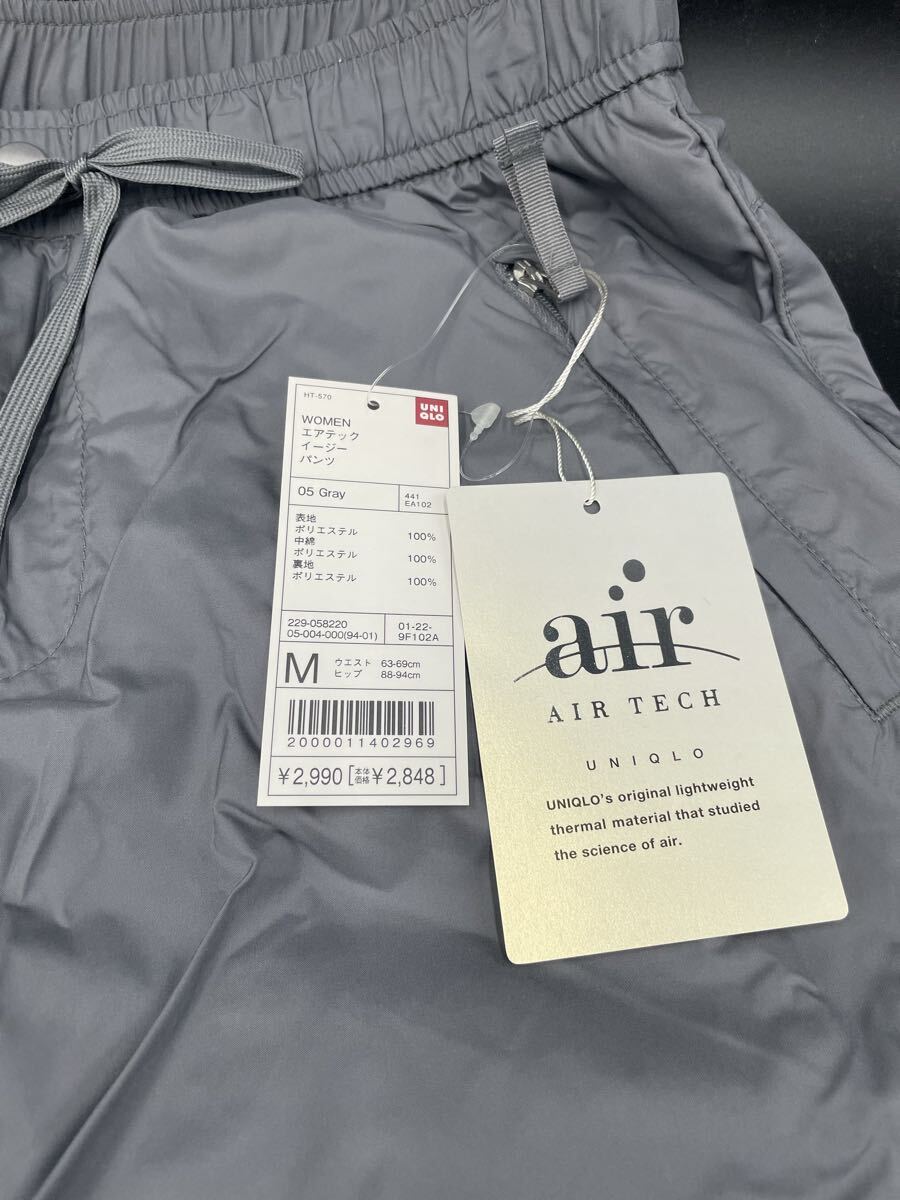 HT-570
UNI
QLO
WOMEN
エアテック
イージー
パンツ
05 Gray
441
EA102
表地
ポリエステル 100%
中綿
ポリエステル 100%
裏地
ポリエステル 100%
229-058220
05-004-000(94-01)
01-22-
9F102A
M
ウエスト 63-69cm
ヒップ 88-94cm
2000011402969
¥2,990[本体価格¥2,848]
air
AIR TECH
UNIQLO
UNIQLO's original lightweight
thermal material that studied
the science of air.